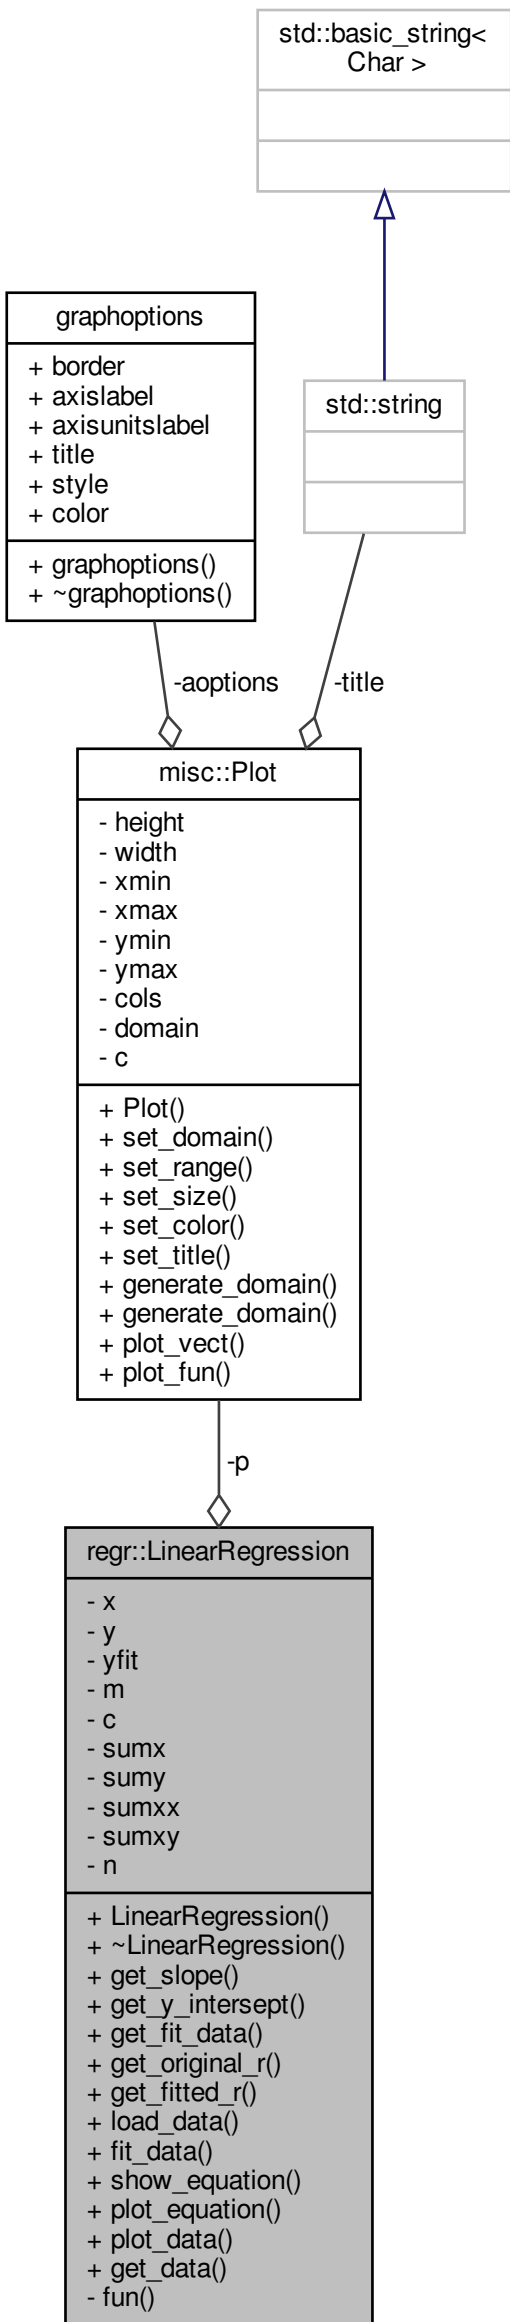 std::basic_string<
Char >
graphoptions
+ border
+ axislabel
+ axisunitslabel
+ title
+ style
+ color
+ graphoptions()
+ ~graphoptions()
std::string
-aoptions
-title
misc::Plot
- height
- width
- xmin
- xmax
- ymin
- ymax
- cols
- domain
- c
+ Plot()
+ set_domain()
+ set_range()
+ set_size()
+ set_color()
+ set_title()
+ generate_domain()
+ generate_domain()
+ plot_vect()
+ plot_fun()
-p
regr::LinearRegression
- x
- y
- yfit
- m
- c
- sumx
- sumy
- sumxx
- sumxy
- n
+ LinearRegression()
+ ~LinearRegression()
+ get_slope()
+ get_y_intersept()
+ get_fit_data()
+ get_original_r()
+ get_fitted_r()
+ load_data()
+ fit_data()
+ show_equation()
+ plot_equation()
+ plot_data()
+ get_data()
- fun()